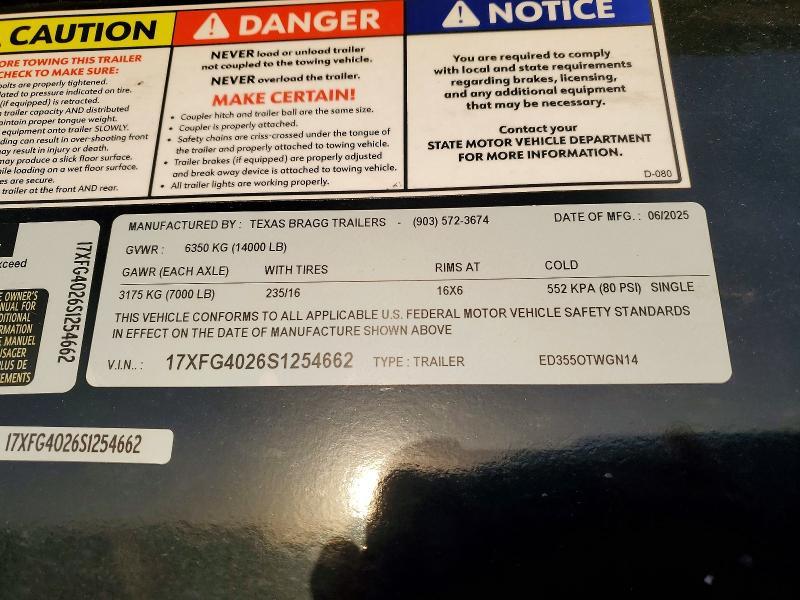 CAUTION
ORE TOWING THIS TRAILER
CHECK TO MAKE SURE:
olts are properly tightened.
lated to pressure indicated on tire.
(if equipped) is retracted.
trailer capacity AND distributed
aintain proper tongue weight.
equipment onto trailer SLOWLY.
ding can result in over-shooting front
may result in injury or death.
may produce a slick floor surface.
ile loading on a wet floor surface.
es are secure.
trailer at the front AND rear.
DANGER
NEVER load or unload trailer
not coupled to the towing vehicle.
NEVER overload the trailer.
MAKE CERTAIN!
• Coupler hitch and trailer ball are the same size.
• Coupler is properly attached.
• Safety chains are criss-crossed under the tongue of
the trailer and properly attached to towing vehicle.
• Trailer brakes (if equipped) are properly adjusted
and break away device is attached to towing vehicle.
• All trailer lights are working properly.
NOTICE
You are required to comply
with local and state requirements
regarding brakes, licensing,
and any additional equipment
that may be necessary.
Contact your
STATE MOTOR VEHICLE DEPARTMENT
FOR MORE INFORMATION.
D-080
xceed
E OWNER'S
NUAL FOR
DITIONAL
RMATION
E MANUEL
USAGER
PLUS DE
EMENTS
17XFG4026S1254662
MANUFACTURED BY : TEXAS BRAGG TRAILERS - (903) 572-3674 DATE OF MFG. : 06/2025
GVWR : 6350 KG (14000 LB)
GAWR (EACH AXLE) WITH TIRES RIMS AT COLD
3175 KG (7000 LB) 235/16 16X6 552 KPA (80 PSI) SINGLE
THIS VEHICLE CONFORMS TO ALL APPLICABLE U.S. FEDERAL MOTOR VEHICLE SAFETY STANDARDS
IN EFFECT ON THE DATE OF MANUFACTURE SHOWN ABOVE
V.I.N.. : 17XFG4026S1254662 TYPE : TRAILER ED355OTWGN14
17XFG4026S1254662